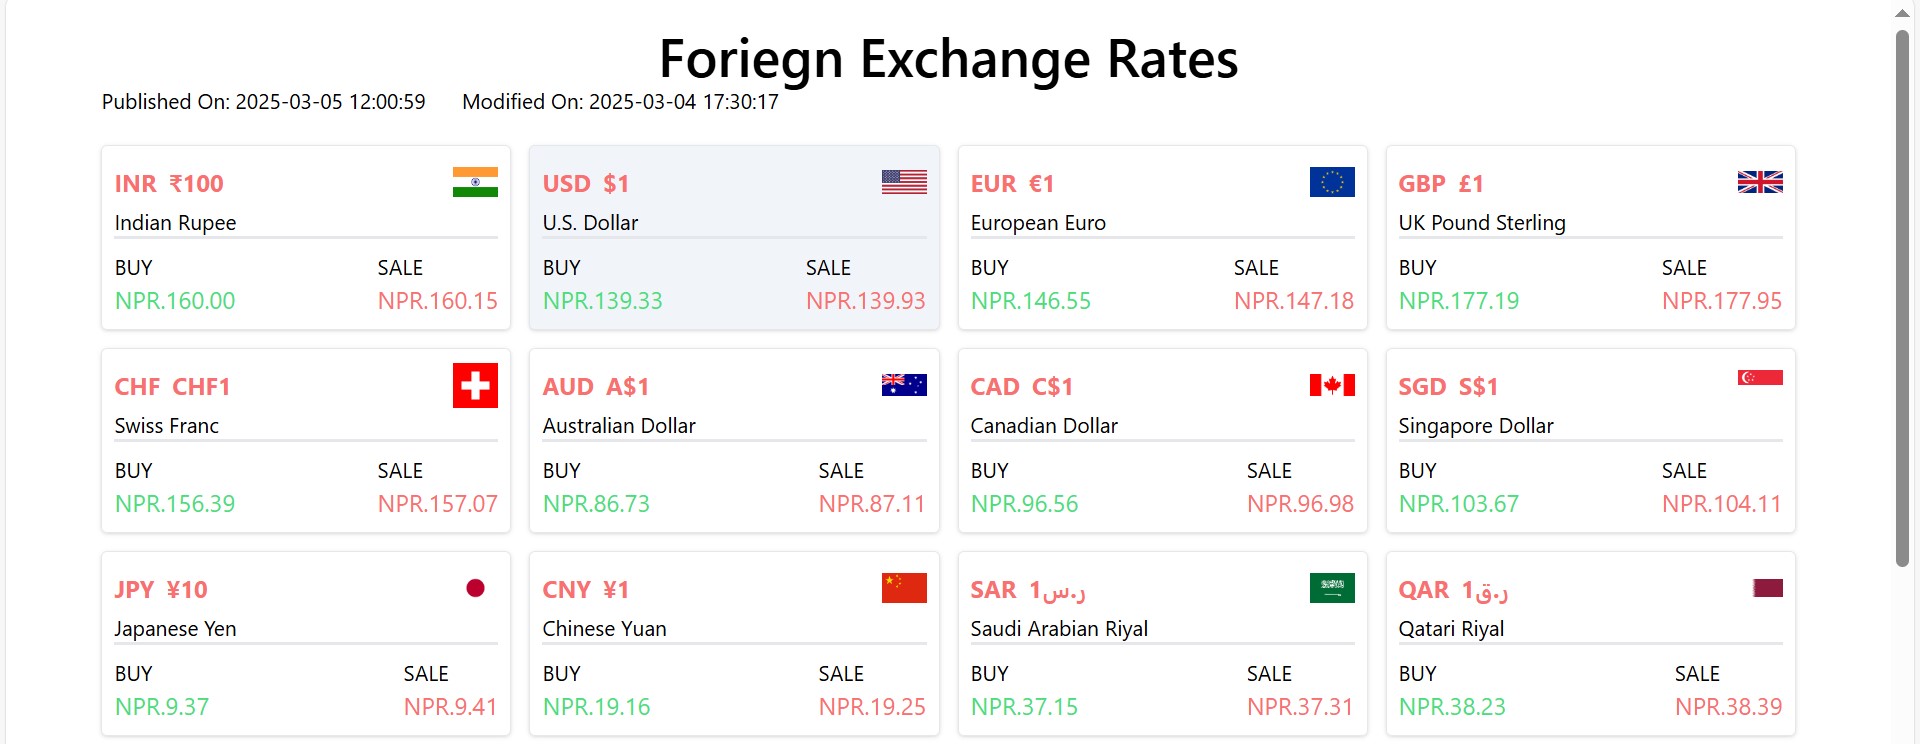 Foriegn Exchange Rates
Published On: 2025-03-05 12:00:59 Modified On: 2025-03-04 17:30:17
INR ₹100
Indian Rupee
BUY SALE
NPR.160.00 NPR.160.15
USD $1
U.S. Dollar
BUY SALE
NPR.139.33 NPR.139.93
EUR €1
European Euro
BUY SALE
NPR.146.55 NPR.147.18
GBP £1
UK Pound Sterling
BUY SALE
NPR.177.19 NPR.177.95
CHF CHF1
Swiss Franc
BUY SALE
NPR.156.39 NPR.157.07
AUD A$1
Australian Dollar
BUY SALE
NPR.86.73 NPR.87.11
CAD C$1
Canadian Dollar
BUY SALE
NPR.96.56 NPR.96.98
SGD S$1
Singapore Dollar
BUY SALE
NPR.103.67 NPR.104.11
JPY ¥10
Japanese Yen
BUY SALE
NPR.9.37 NPR.9.41
CNY ¥1
Chinese Yuan
BUY SALE
NPR.19.16 NPR.19.25
SAR ر.س1
Saudi Arabian Riyal
BUY SALE
NPR.37.15 NPR.37.31
QAR ر.ق1
Qatari Riyal
BUY SALE
NPR.38.23 NPR.38.39